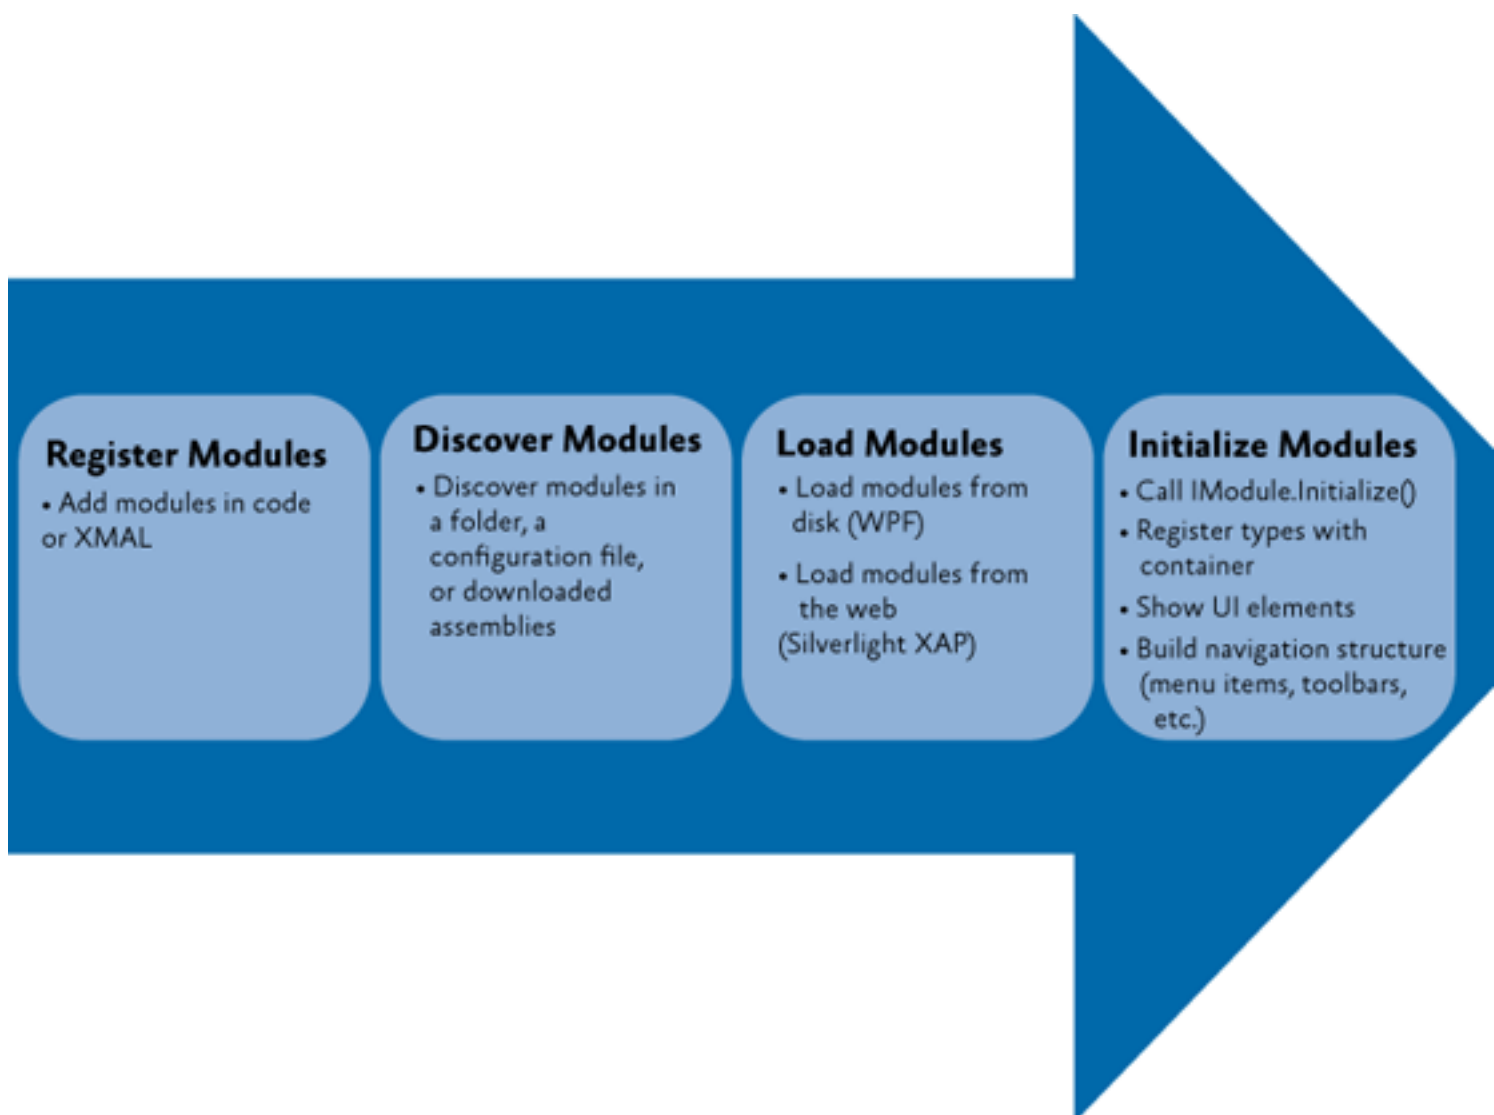 Register Modules
• Add modules in code
or XMAL
Discover Modules
• Discover modules in
a folder, a
configuration file,
or downloaded
assemblies
Load Modules
• Load modules from
disk (WPF)
• Load modules from
the web
(Silverlight XAP)
Initialize Modules
• Call IModule.Initialize()
• Register types with
container
• Show UI elements
• Build navigation structure
(menu items, toolbars,
etc.)